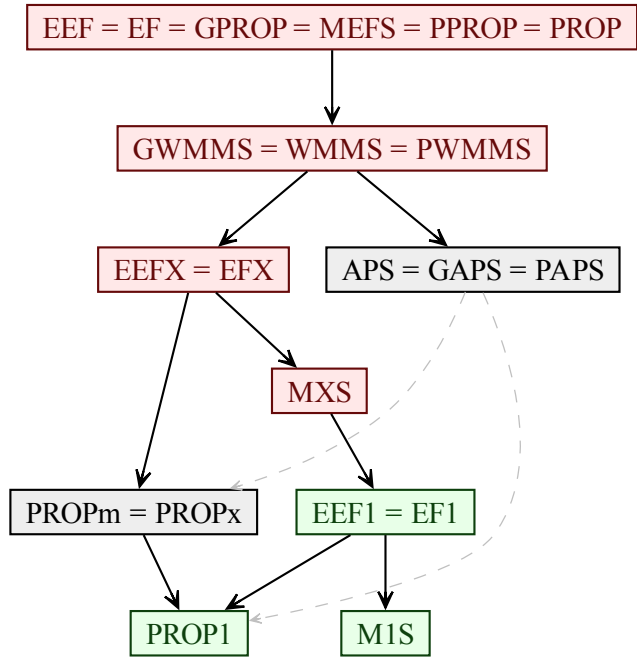 EEF = EF = GPROP = MEFS = PPROP = PROP
GWMMS = WMMS = PWMMS
EEFX = EFX
APS = GAPS = PAPS
MXS
PROPm = PROPx
EEF1 = EF1
PROP1
M1S